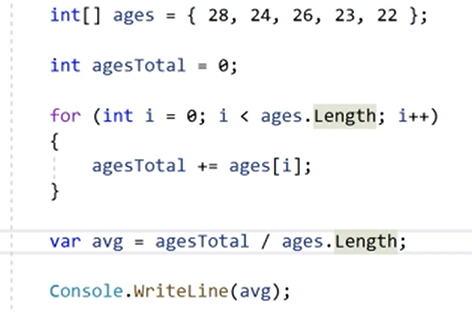 int[] ages = { 28, 24, 26, 23, 22 };
int agesTotal = 0;
for (int i = 0; i < ages.Length; i++)
{
agesTotal += ages[i];
}
var avg = agesTotal / ages.Length;
Console.WriteLine(avg);